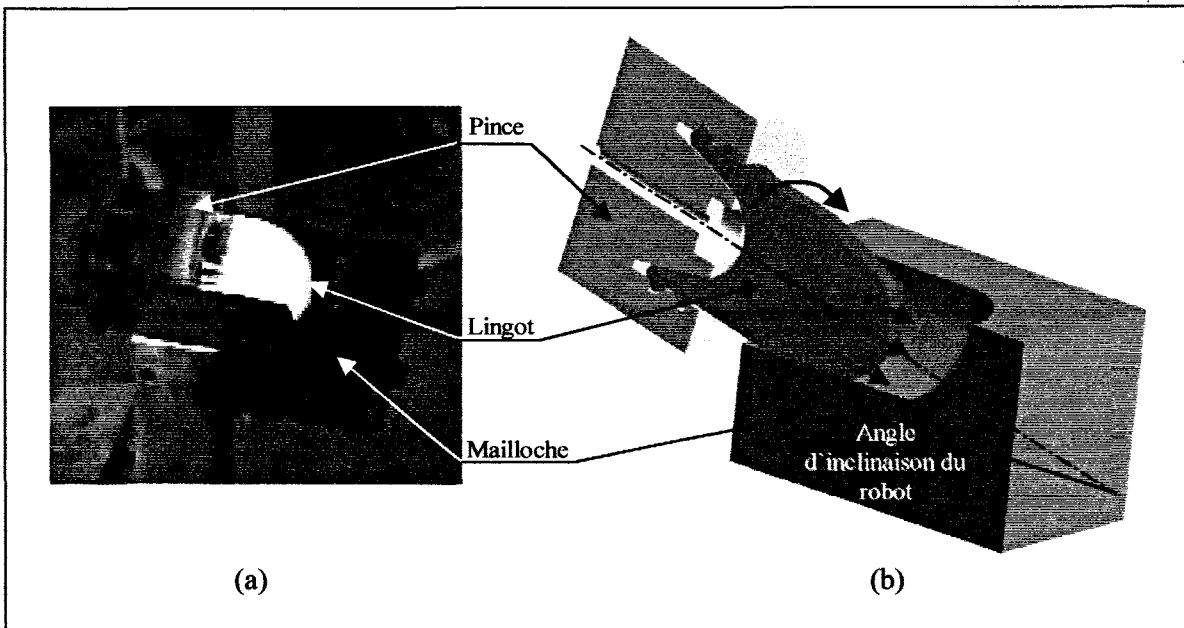 Pince
Lingot
Mailloche
Angle
d`inclinaison du
robot
(a)
(b)